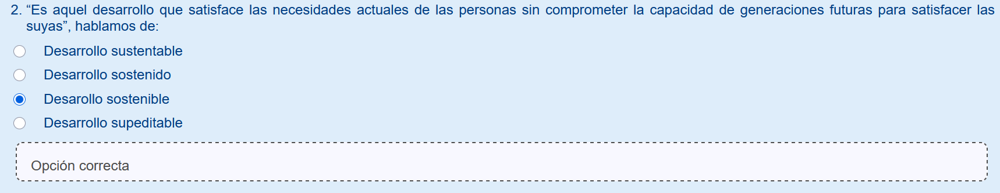 2. “Es aquel desarrollo que satisface las necesidades actuales de las personas sin comprometer la capacidad de generaciones futuras para satisfacer las
suyas”, hablamos de:
Desarrollo sustentable
Desarrollo sostenido
Desarollo sostenible
Desarrollo supeditable
Opción correcta